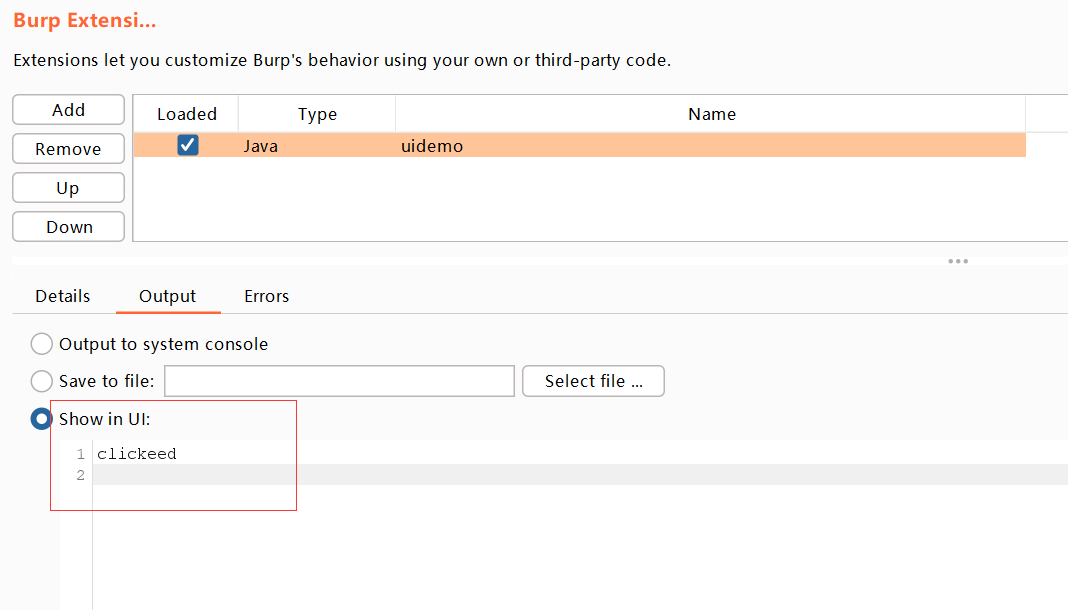 Burp Extensi...
Extensions let you customize Burp's behavior using your own or third-party code.
Add
Remove
Up
Down
Loaded Type Name
Java uidemo
Details Output Errors
Output to system console
Save to file: Select file ...
Show in UI:
1 clickeed
2